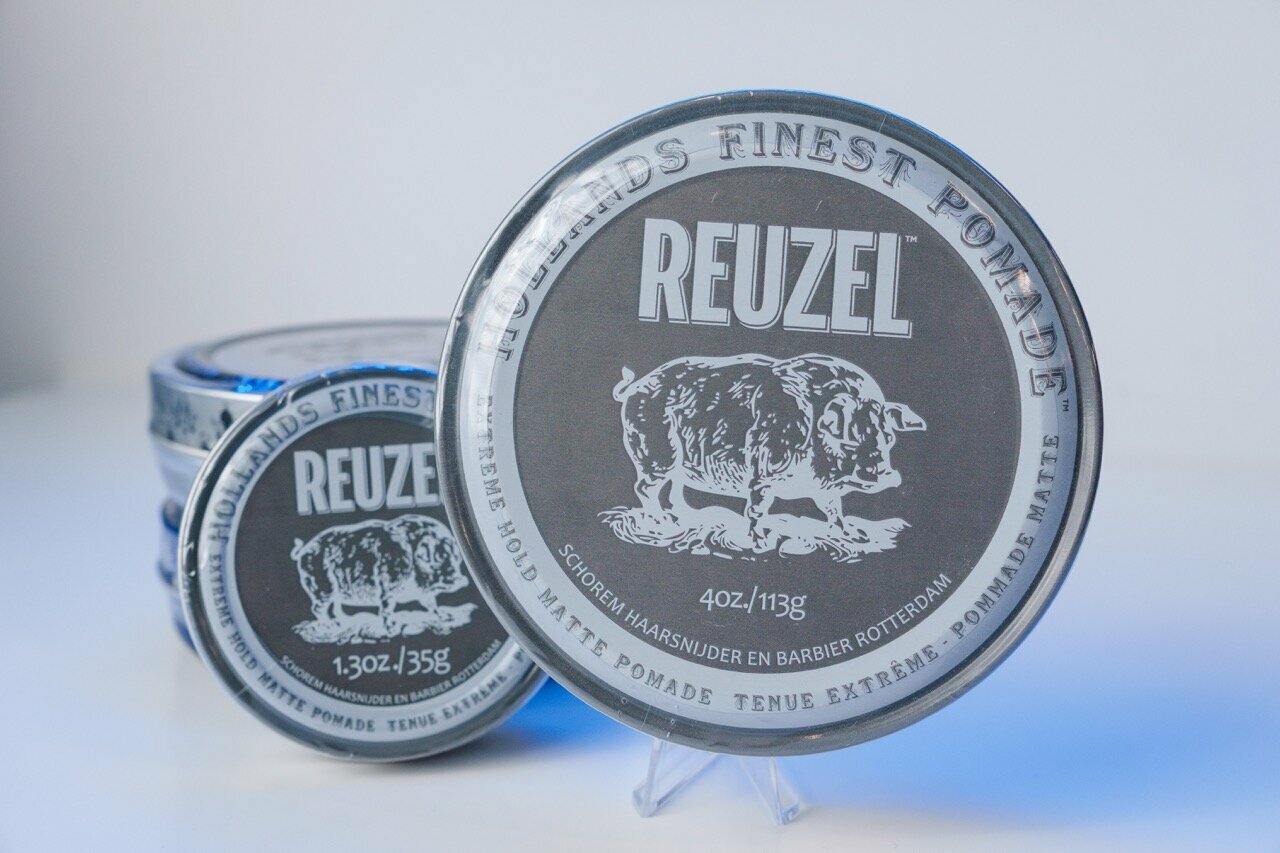 HOLLANDS FINEST POMADE™
REUZEL™
4oz./113g
SCHOREM HAARSNIJDER EN BARBIER ROTTERDAM
EXTREME HOLD MATTE POMADE TENUE EXTRÊME - POMMADE MATTE
HOLLANDS FINEST
REUZE
1.3oz./35g
SCHOREM HAARSNIJDER EN BARBIER ROTTERDAM
EXTREME HOLD MATTE POMADE TENUE EXTRÊME -